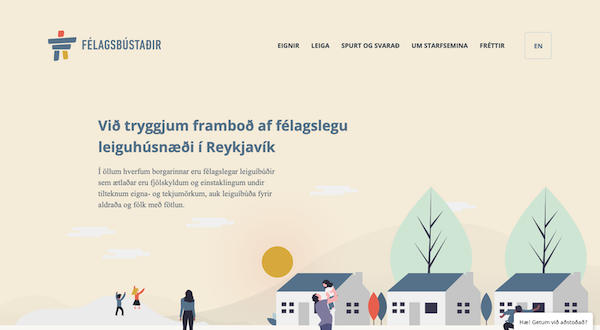 FÉLAGSBÚSTAÐIR
EIGNIR LEIGA SPURT OG SVARAÐ UM STARFSEMINA FRÉTTIR EN
Við tryggjum framboð af félagslegu
leiguhúsnæði í Reykjavík
Í öllum hverfum borgarinnar eru félagslegar leiguíbúðir
sem ætlaðar eru fjölskyldum og einstaklingum undir
tilteknum eigna- og tekjumörkum, auk leiguíbúða fyrir
aldraða og fólk með fötlun.
Hæ! Getum við aðstoðað?